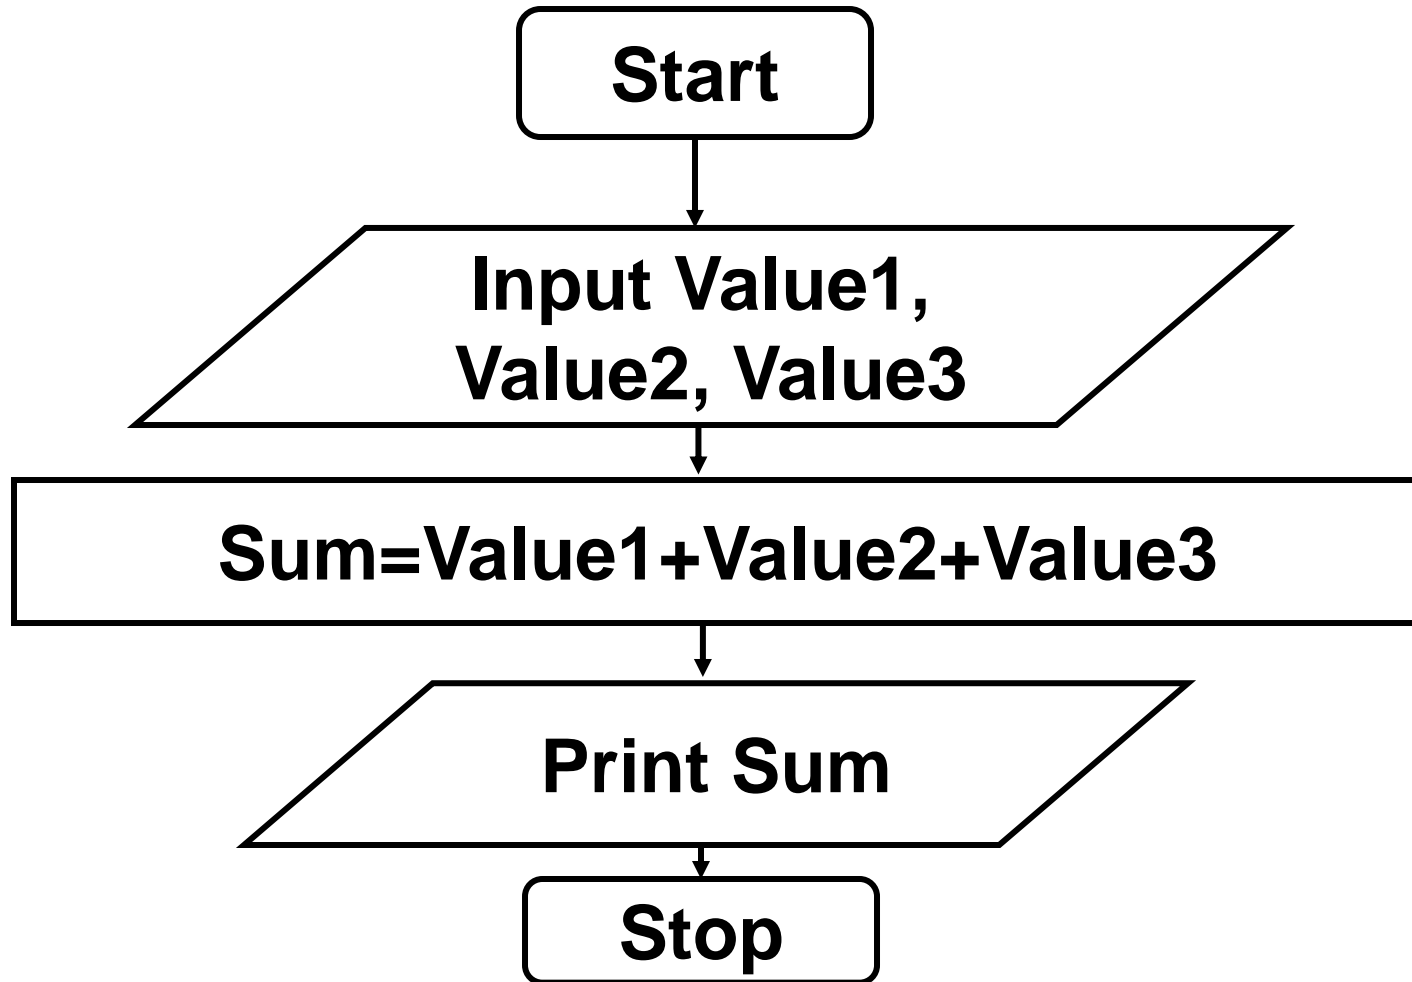 Start
Input Value1,
Value2, Value3
Sum=Value1+Value2+Value3
Print Sum
Stop